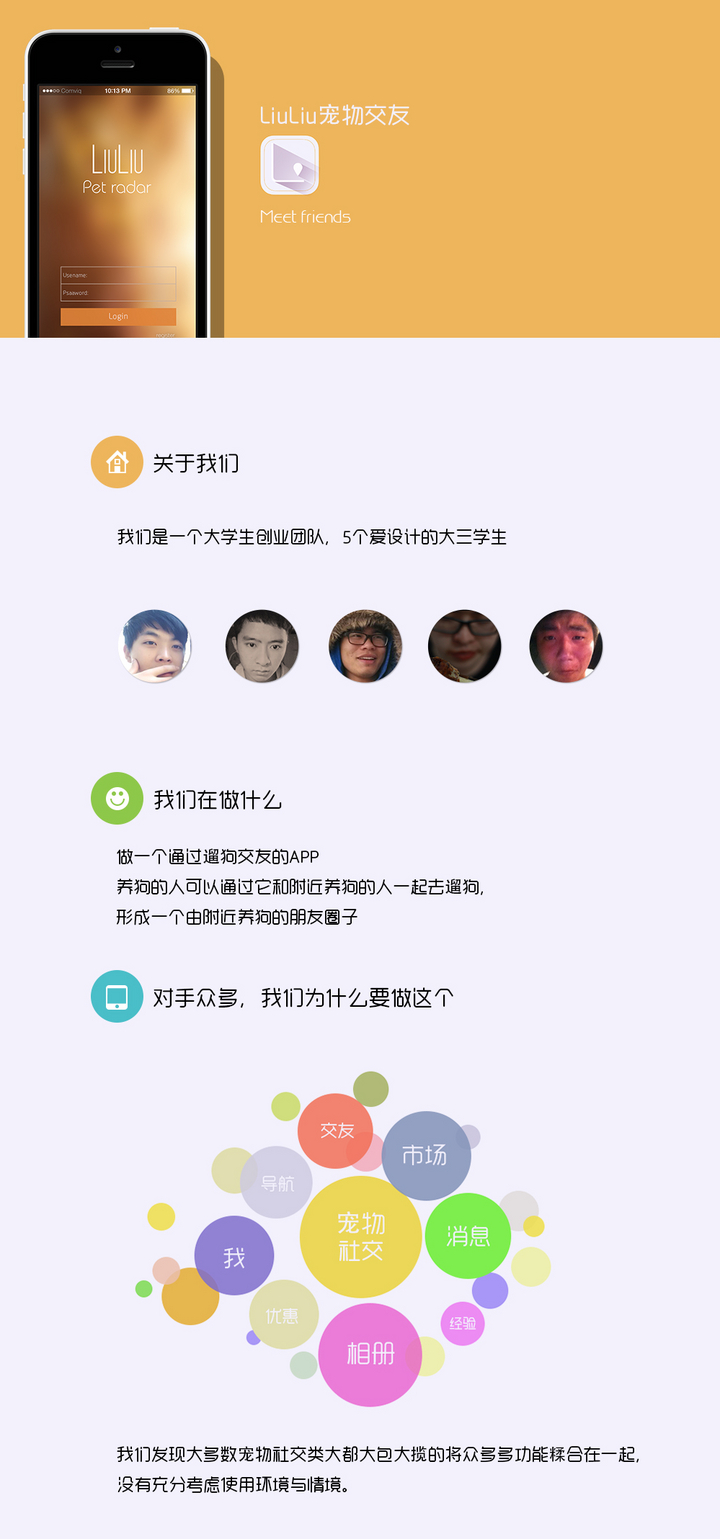 Comviq
10:13 PM
86%
LIULIU
Pet radar
Usename:
Psaaword:
Login
LiuLiu宠物交友
Meet friends
关于我们
我们是一个大学生创业团队，5个爱设计的大三学生
我们在做什么
做一个通过遛狗交友的APP
养狗的人可以通过它和附近养狗的人一起去遛狗，
形成一个由附近养狗的朋友圈子
对手众多，我们为什么要做这个
交友
市场
导航
宠物
社交
消息
我
优惠
经验
相册
我们发现大多数宠物社交类大都大包大揽的将众多多功能糅合在一起，
没有充分考虑使用环境与情境。